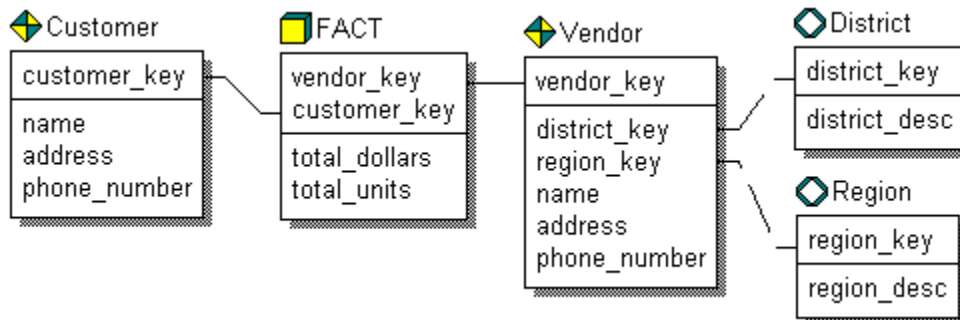 Customer
customer_key
name
address
phone_number
FACT
vendor_key
customer_key
total_dollars
total_units
Vendor
vendor_key
district_key
region_key
name
address
phone_number
District
district_key
district_desc
Region
region_key
region_desc